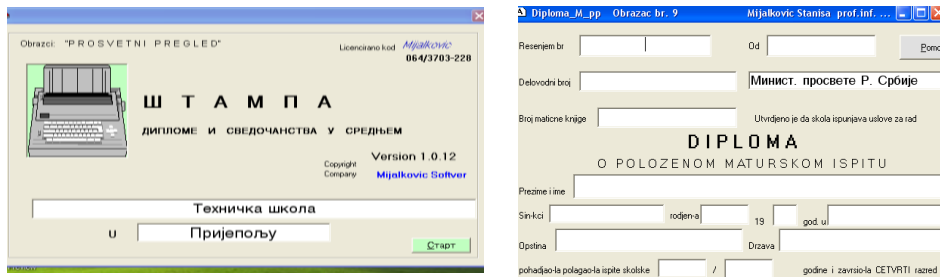 Obrazci: "PROSVETNI PREGLED"
Licencirano kod Mijalkovic
064/3703-228
ШТАМПА
ДИПЛОМЕ И СВЕДОЧАНСТВА У СРЕДЊЕМ
Version 1.0.12
Copyright
Company Mijalkovic Softver
Техничка школа
U Пријепољу
Старт
Diploma_M_pp Obrazac br. 9 Mijalkovic Stanisa prof.inf. ...
Resenjem br Od Pomo
Delovodni broj Минист. просвете Р. Србије
Broj maticne knjige Utvrdjeno je da skola ispunjava uslove za rad
DIPLOMA
O POLOZENOM MATURSKOM ISPITU
Prezime i ime
Sin-kci rodjen-a 19 god. u
Opstina Drzava
pohadjao-la polagao-la ispite skolske / godine i zavrsio-la CETVRTI razred